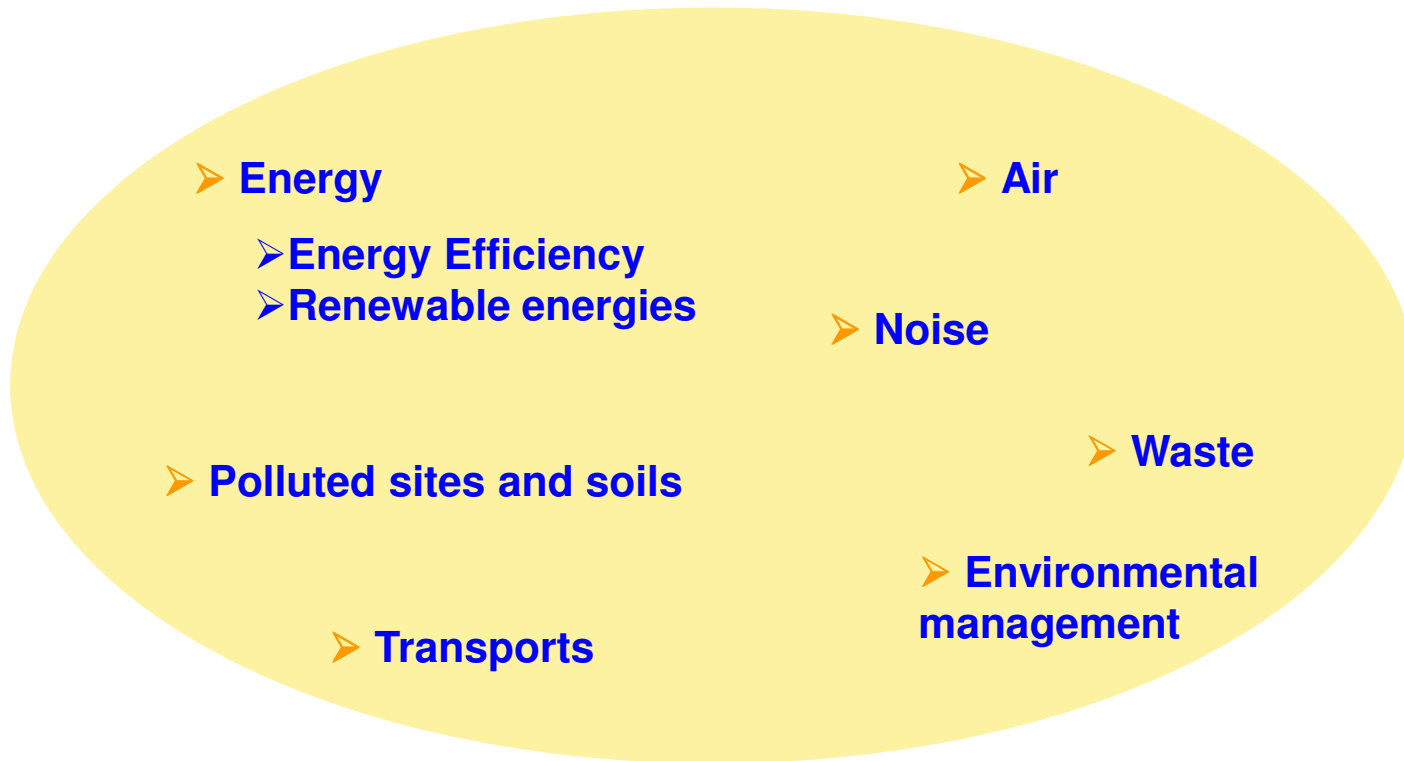 ➢ Energy
➢Energy Efficiency
➢Renewable energies
➢ Polluted sites and soils
➢ Transports
➢ Air
➢ Noise
➢ Waste
➢ Environmental
management